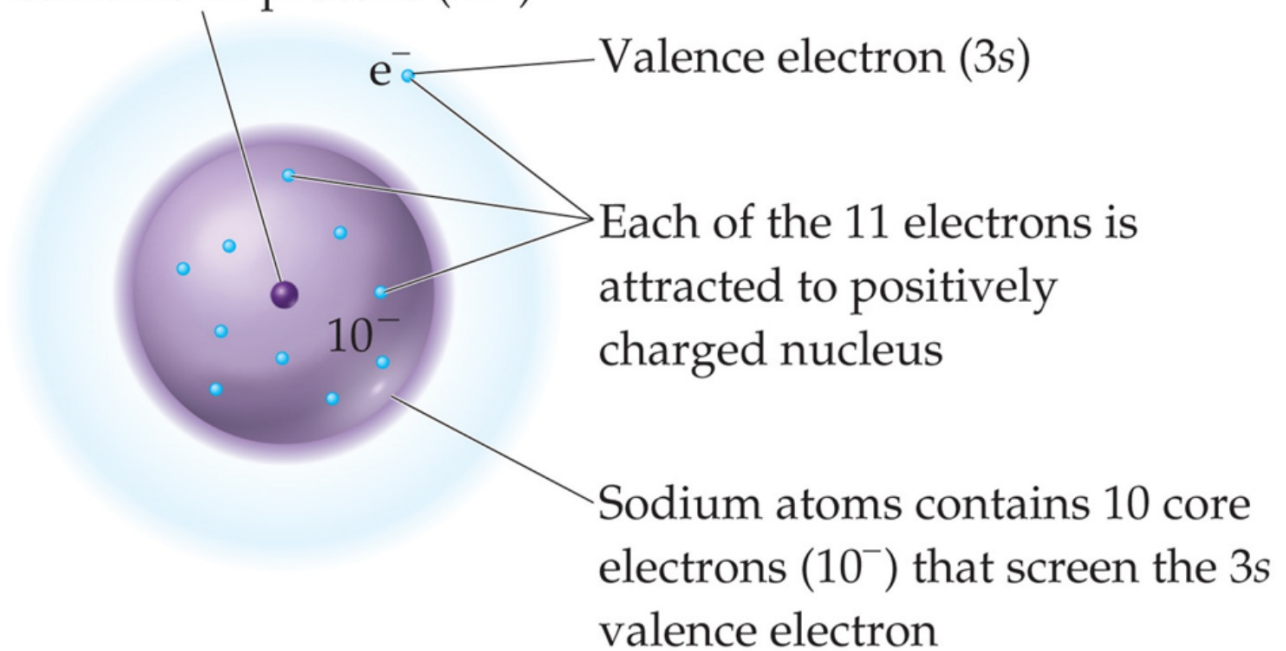 e⁻
Valence electron (3s)
Each of the 11 electrons is
attracted to positively
charged nucleus
10⁻
Sodium atoms contains 10 core
electrons (10⁻) that screen the 3s
valence electron